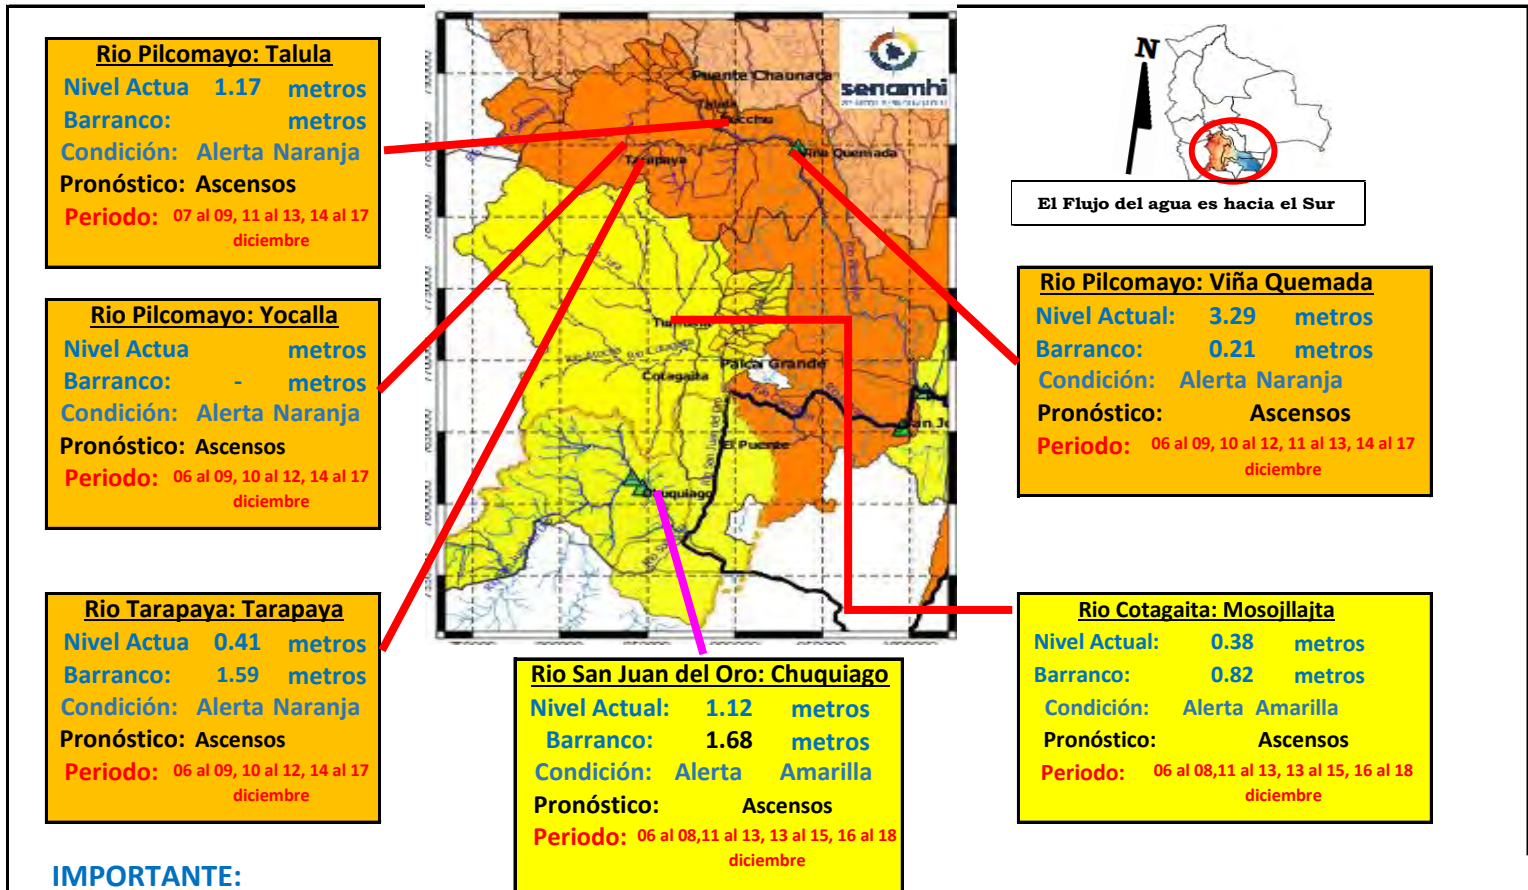 Rio Pilcomayo: Talula
Nivel Actua 1.17 metros
Barranco: metros
Condición: Alerta Naranja
Pronóstico: Ascensos
Periodo: 07 al 09, 11 al 13, 14 al 17
diciembre
Rio Pilcomayo: Yocalla
Nivel Actua metros
Barranco: - metros
Condición: Alerta Naranja
Pronóstico: Ascensos
Periodo: 06 al 09, 10 al 12, 14 al 17
diciembre
Rio Tarapaya: Tarapaya
Nivel Actua 0.41 metros
Barranco: 1.59 metros
Condición: Alerta Naranja
Pronóstico: Ascensos
Periodo: 06 al 09, 10 al 12, 14 al 17
diciembre
IMPORTANTE:
senamhi
Puente Chaunaca
Talula
Tarapaya
Viña Quemada
Palca Grande
Cotagaita
El Puente
Chuquiago
Rio San Juan del Oro
Rio San Juan del Oro: Chuquiago
Nivel Actual: 1.12 metros
Barranco: 1.68 metros
Condición: Alerta Amarilla
Pronóstico: Ascensos
Periodo: 06 al 08,11 al 13, 13 al 15, 16 al 18
diciembre
N
El Flujo del agua es hacia el Sur
Rio Pilcomayo: Viña Quemada
Nivel Actual: 3.29 metros
Barranco: 0.21 metros
Condición: Alerta Naranja
Pronóstico: Ascensos
Periodo: 06 al 09, 10 al 12, 11 al 13, 14 al 17
diciembre
Rio Cotagaita: Mosojllajta
Nivel Actual: 0.38 metros
Barranco: 0.82 metros
Condición: Alerta Amarilla
Pronóstico: Ascensos
Periodo: 06 al 08,11 al 13, 13 al 15, 16 al 18
diciembre